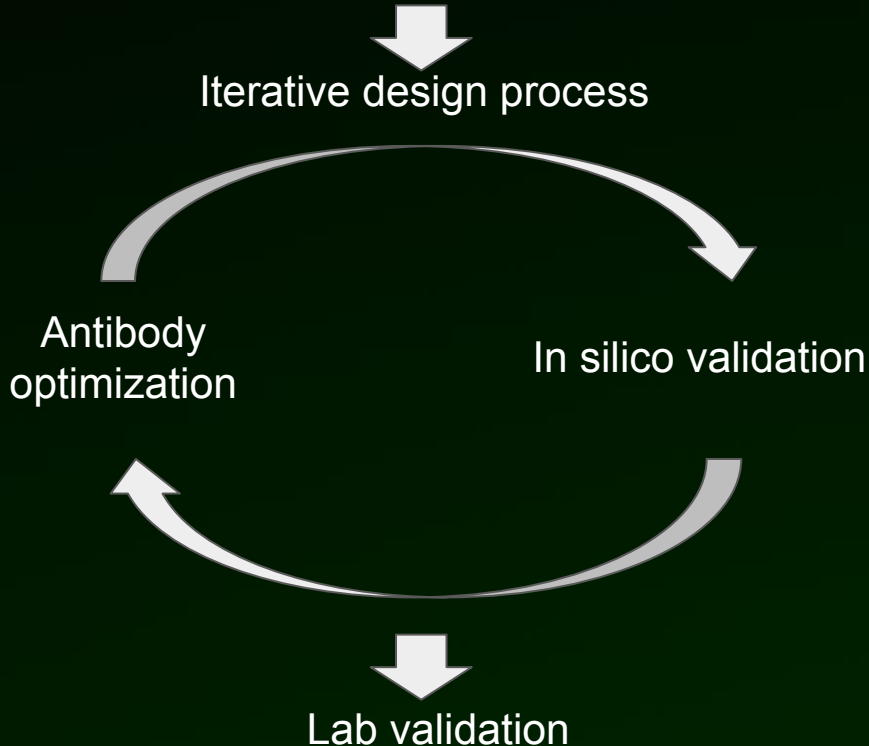 Iterative design process
Antibody
optimization
In silico validation
Lab validation